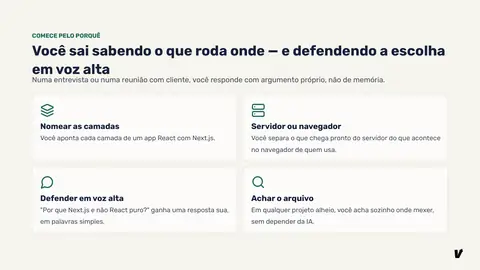 COMECE PELO PORQUÊ
Você sai sabendo o que roda onde — e defendendo a escolha
em voz alta
Numa entrevista ou numa reunião com cliente, você responde com argumento próprio, não de memória.
Nomear as camadas
Você aponta cada camada de um app React com Next.js.
Servidor ou navegador
Você separa o que chega pronto do servidor do que acontece
no navegador de quem usa.
Defender em voz alta
"Por que Next.js e não React puro?" ganha uma resposta sua,
em palavras simples.
Achar o arquivo
Em qualquer projeto alheio, você acha sozinho onde mexer,
sem depender da IA.